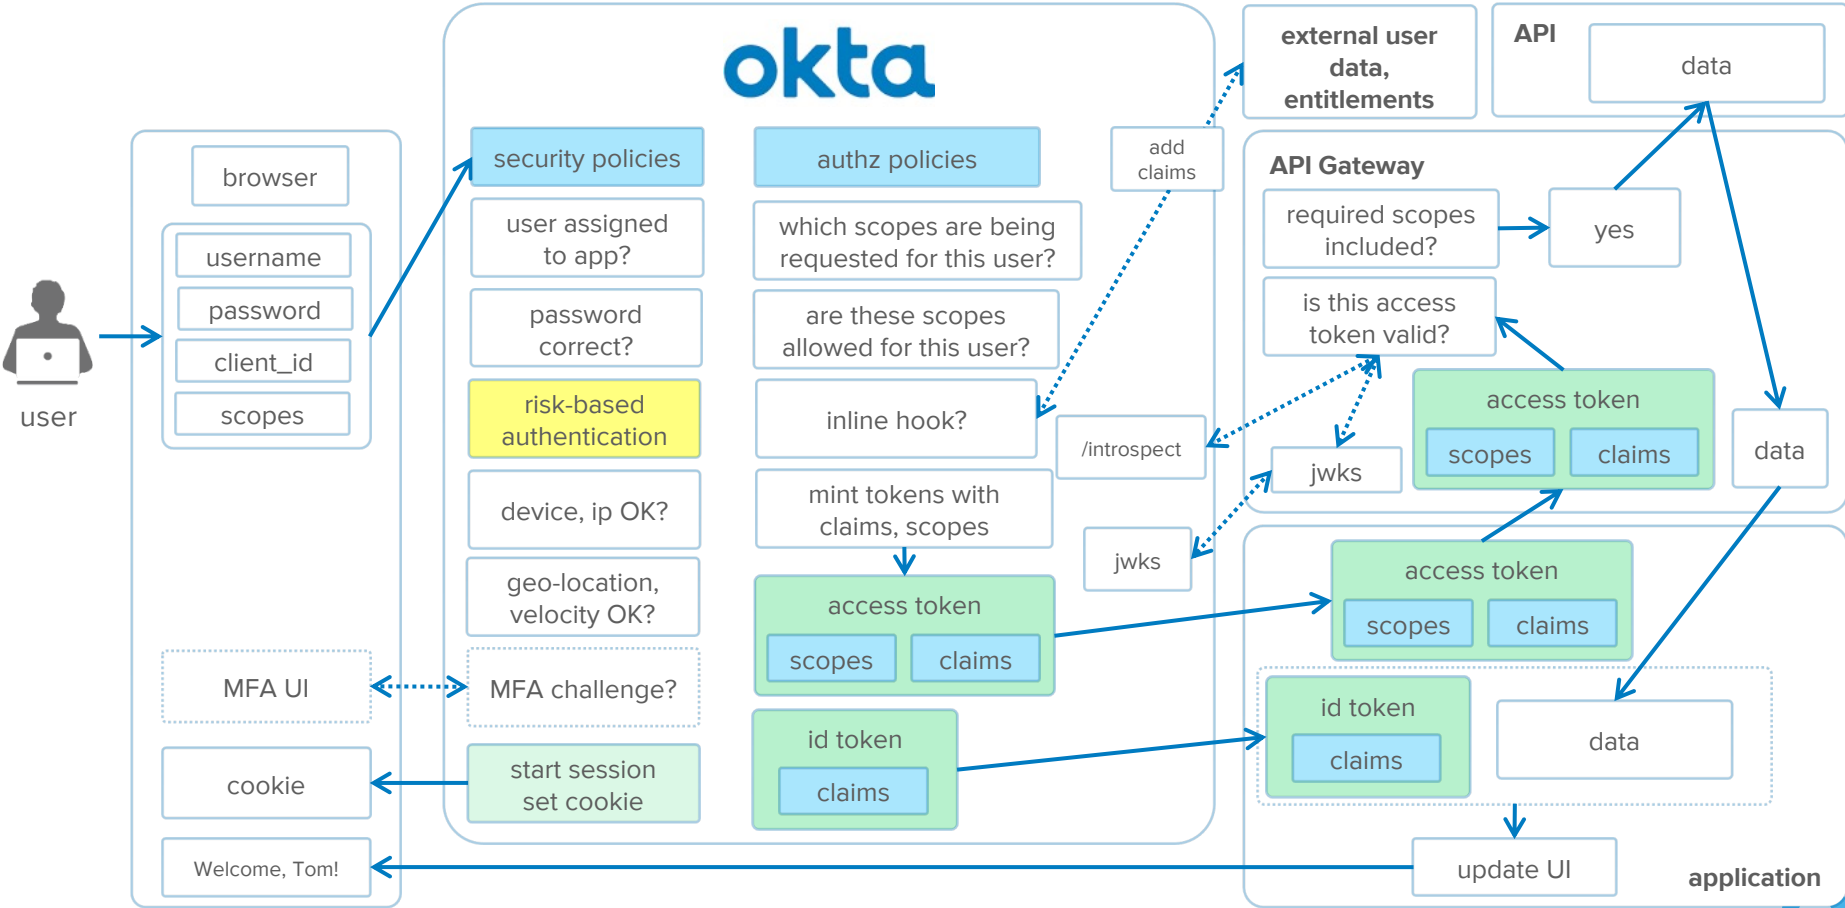 user
browser
username
password
client_id
scopes
MFA UI
cookie
Welcome, Tom!
okta
security policies
user assigned
to app?
password
correct?
risk-based
authentication
device, ip OK?
geo-location,
velocity OK?
MFA challenge?
start session
set cookie
authz policies
which scopes are being
requested for this user?
are these scopes
allowed for this user?
inline hook?
mint tokens with
claims, scopes
access token
scopes
claims
id token
claims
add
claims
/introspect
jwks
external user
data,
entitlements
API
data
API Gateway
required scopes
included?
yes
is this access
token valid?
access token
scopes
claims
jwks
data
access token
scopes
claims
id token
claims
data
update UI
application